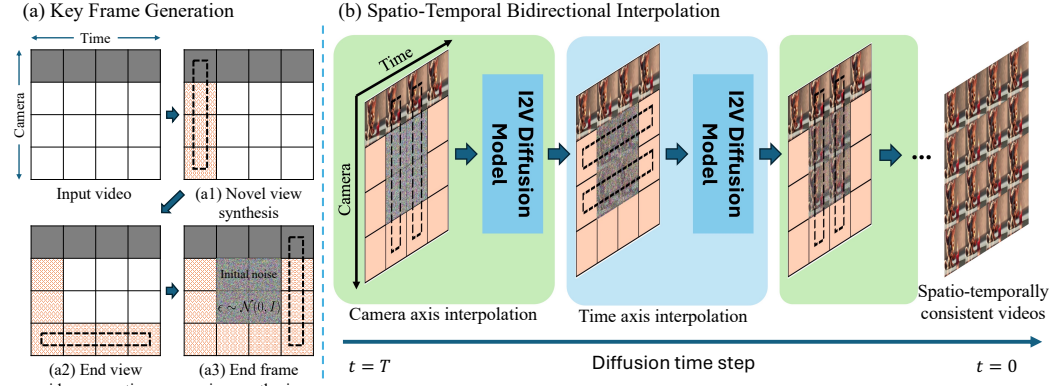 (a) Key Frame Generation
Time
Camera
Input video
(a1) Novel view
synthesis
Initial noise
ϵ ∼ N(0, I)
(a2) End view
(a3) End frame
(b) Spatio-Temporal Bidirectional Interpolation
Time
Camera
I2V Diffusion
Model
I2V Diffusion
Model
...
Camera axis interpolation
Time axis interpolation
Spatio-temporally
consistent videos
t = T
Diffusion time step
t = 0